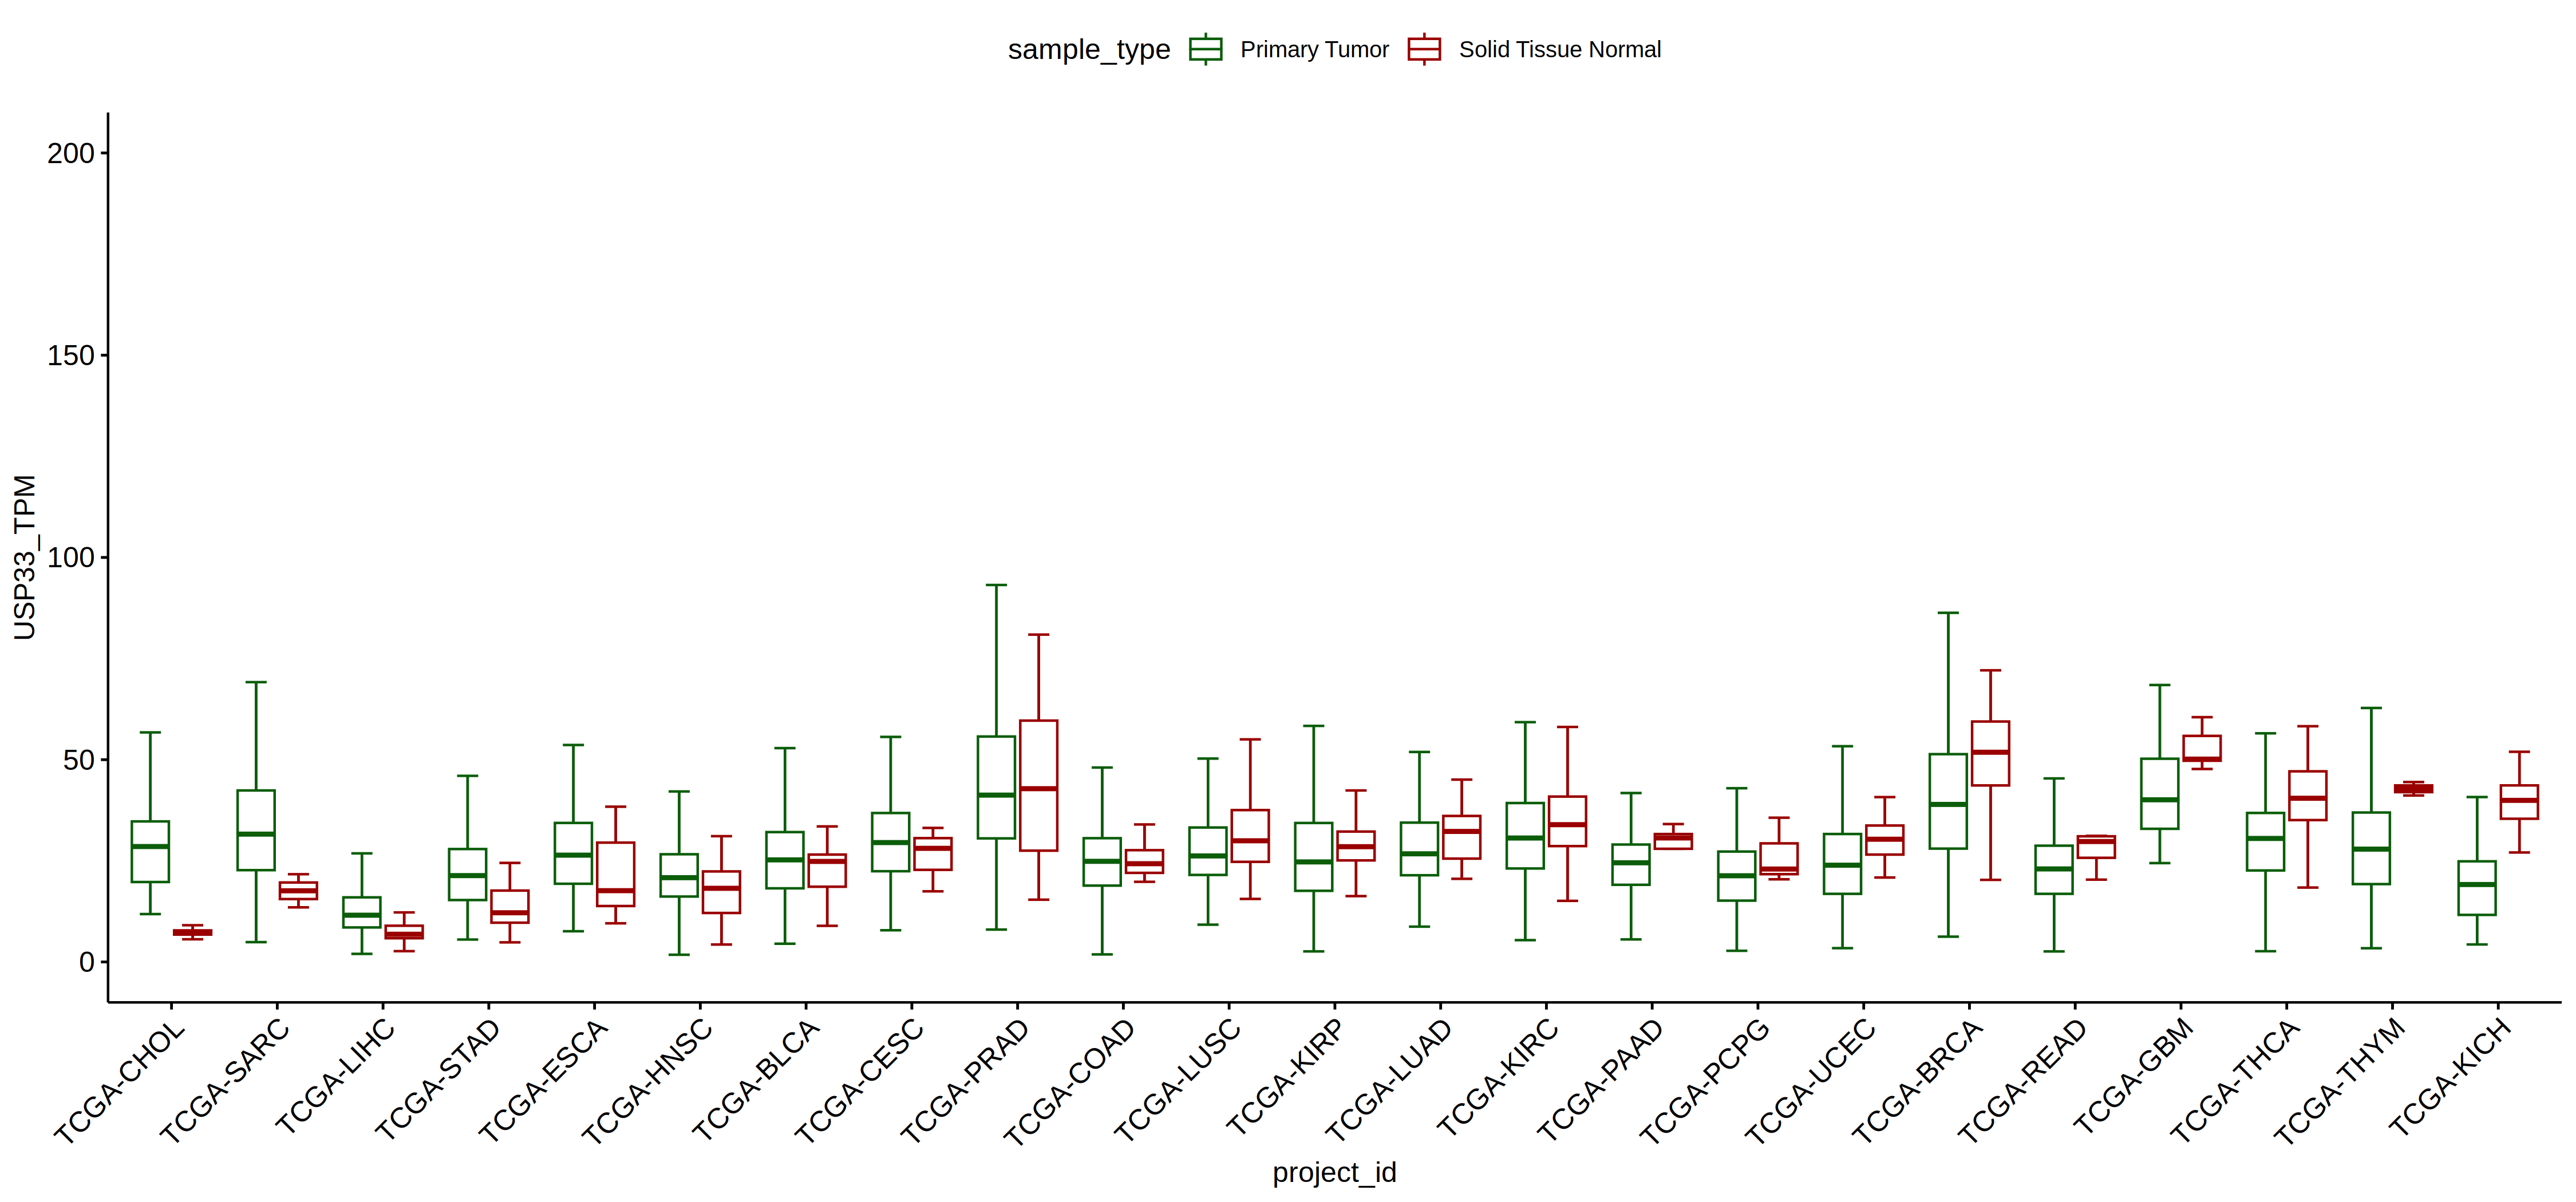 sample_type Primary Tumor Solid Tissue Normal
USP33_TPM
200
150
100
50
0
TCGA-CHOL
TCGA-SARC
TCGA-LIHC
TCGA-STAD
TCGA-ESCA
TCGA-HNSC
TCGA-BLCA
TCGA-CESC
TCGA-PRAD
TCGA-COAD
TCGA-LUSC
TCGA-KIRP
TCGA-LUAD
TCGA-KIRC
TCGA-PAAD
TCGA-PCPG
TCGA-UCEC
TCGA-BRCA
TCGA-READ
TCGA-GBM
TCGA-THCA
TCGA-THYM
TCGA-KICH
project_id